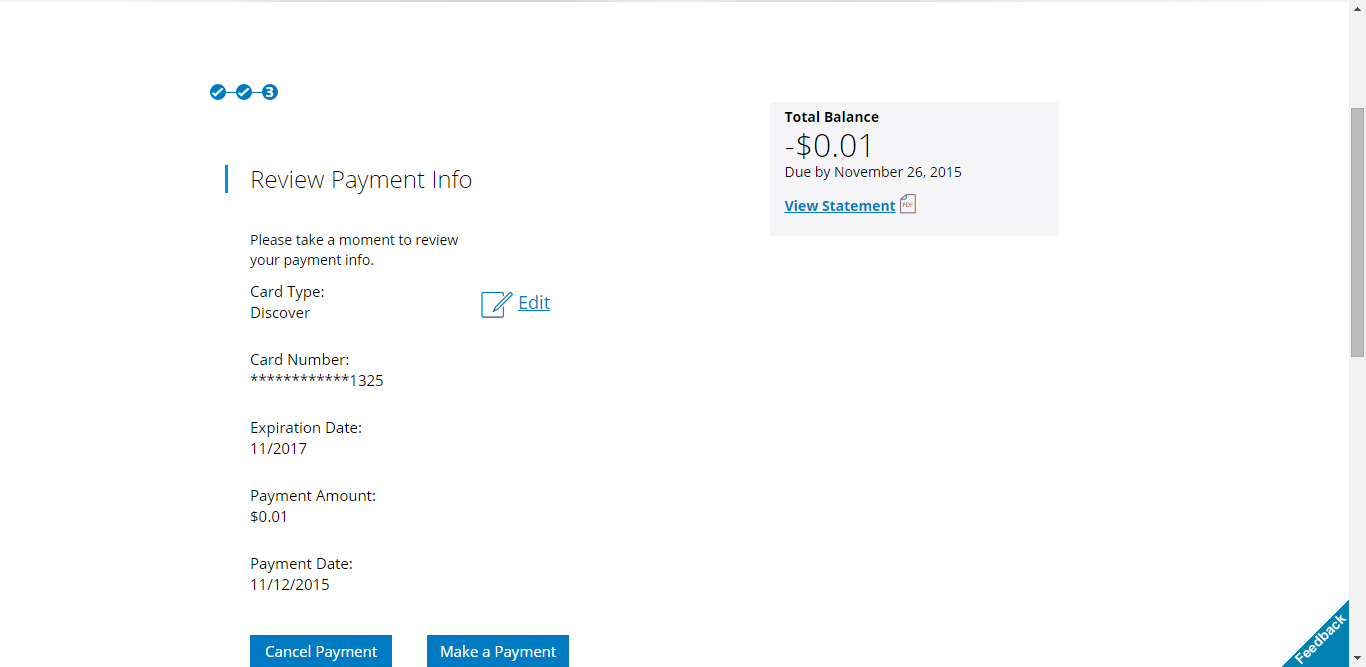 3
Review Payment Info
Please take a moment to review
your payment info.
Card Type:
Discover
Edit
Card Number:
************1325
Expiration Date:
11/2017
Payment Amount:
$0.01
Payment Date:
11/12/2015
Cancel Payment
Make a Payment
Total Balance
-$0.01
Due by November 26, 2015
View Statement
PDF
Feedback